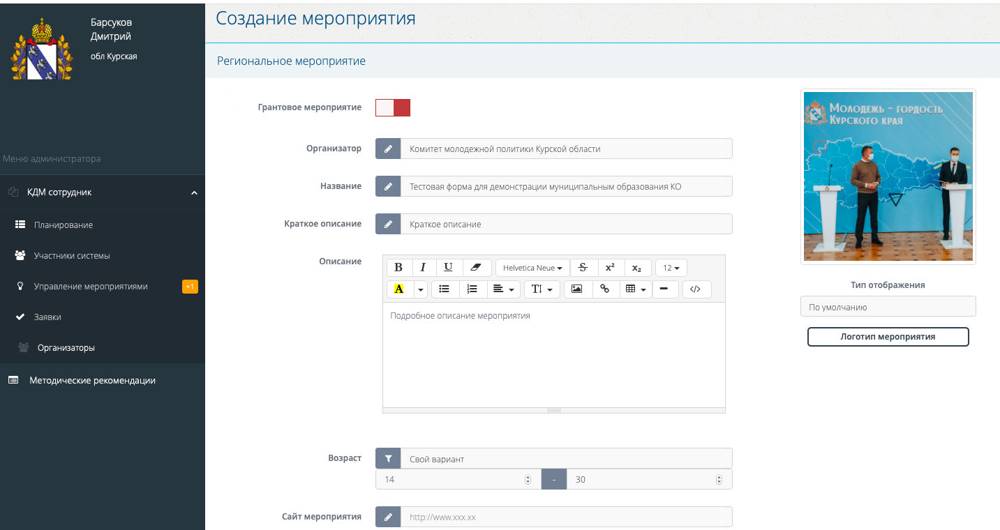 Барсуков
Дмитрий
обл Курская
Меню администратора
КДМ сотрудник
Планирование
Участники системы
Управление мероприятиями +1
Заявки
Организаторы
Методические рекомендации
Создание мероприятия
Региональное мероприятие
Грантовое мероприятие
Организатор Комитет молодежной политики Курской области
Название Тестовая форма для демонстрации муниципальным образования КО
Краткое описание Краткое описание
Описание
B I U Helvetica Neue S x² x₂ 12
A T </>
Подробное описание мероприятия
Возраст Свой вариант
14 - 30
Сайт мероприятия http://www.xxx.xx
Молодежь – гордость
Курского края
Тип отображения
По умолчанию
Логотип мероприятия